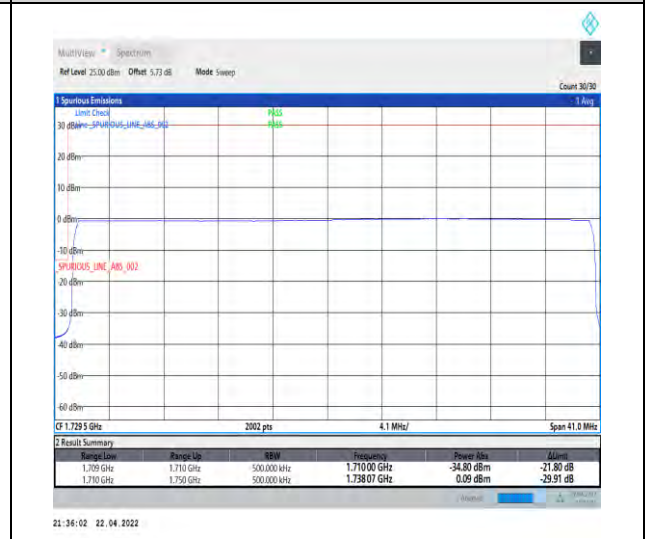 MultiView Spectrum
Ref Level 25.00 dBm Offset 5.73 dB Mode Sweep
Count 30/30
1 Spurious Emissions 1 Avg
Limit Check PASS
30 dBm Line _SPURIOUS_LINE_ABS_002 PASS
20 dBm
10 dBm
0 dBm
-10 dBm
_SPURIOUS_LINE_ABS_002
-20 dBm
-30 dBm
-40 dBm
-50 dBm
-60 dBm
CF 1.729 5 GHz 2002 pts 4.1 MHz/ Span 41.0 MHz
2 Result Summary
Range Low Range Up RBW Frequency Power Abs ΔLimit
1.709 GHz 1.710 GHz 500.000 kHz 1.710 00 GHz -34.80 dBm -21.80 dB
1.710 GHz 1.750 GHz 500.000 kHz 1.738 07 GHz 0.09 dBm -29.91 dB
21:36:02 22.04.2022